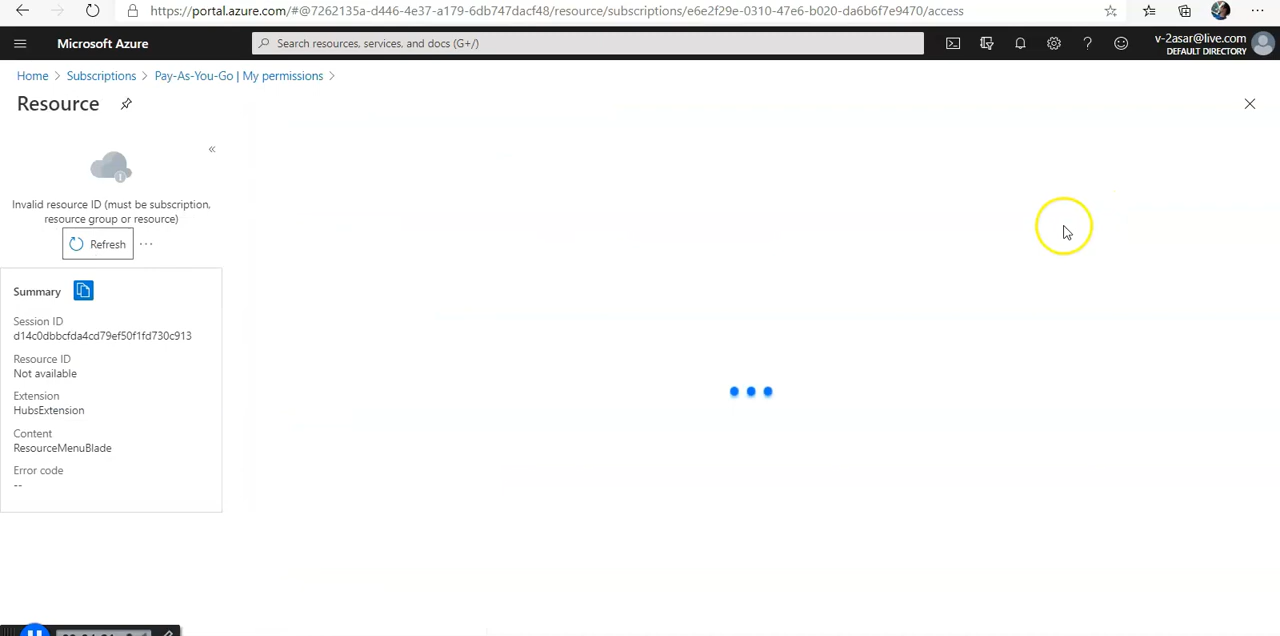 https://portal.azure.com/#@7262135a-d446-4e37-a179-6db747dacf48/resource/subscriptions/e6e2f29e-0310-47e6-b020-da6b6f7e9470/access
Microsoft Azure
Search resources, services, and docs (G+/)
v-2asar@live.com
DEFAULT DIRECTORY
Home > Subscriptions > Pay-As-You-Go | My permissions >
Resource
Invalid resource ID (must be subscription,
resource group or resource)
Refresh
Summary
Session ID
d14c0dbbcfda4cd79ef50f1fd730c913
Resource ID
Not available
Extension
HubsExtension
Content
ResourceMenuBlade
Error code
--